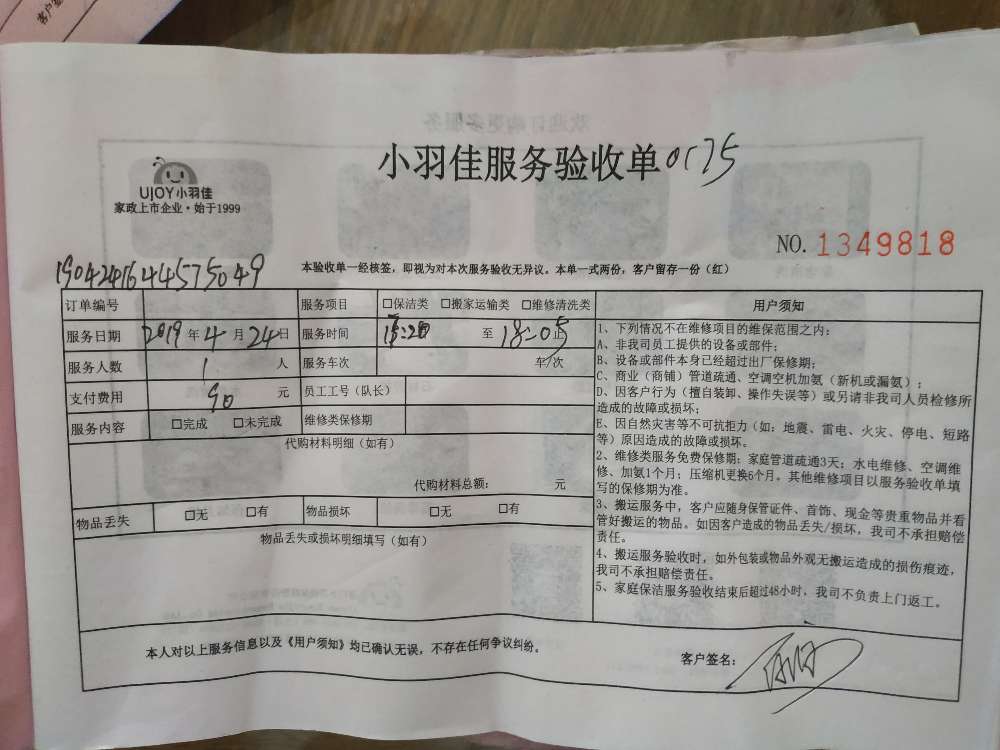 小羽佳服务验收单 0175
UJOY小羽佳
家政上市企业·始于1999
NO. 1349818
1904241644575049
本验收单一经核签，即视为对本次服务验收无异议。本单一式两份，客户留存一份（红）
订单编号 服务项目 □保洁类 □搬家运输类 □维修清洗类
服务日期 2019年4月24日 服务时间 15:20 至 18:05止
服务人数 1 人 服务车次 车/次
支付费用 90 元 员工工号（队长）
服务内容 □完成 □未完成 维修类保修期
代购材料明细（如有）
代购材料总额： 元
物品丢失 □无 □有 物品损坏 □无 □有
物品丢失或损坏明细填写（如有）
用户须知
1、下列情况不在维修项目的维保范围之内：
A、非我司员工提供的设备或部件；
B、设备或部件本身已经超过出厂保修期；
C、商业（商铺）管道疏通、空调空机加氨（新机或漏氨）；
D、因客户行为（擅自装卸、操作失误等）或另请非我司人员检修所
造成的故障或损坏；
E、因自然灾害等不可抗拒力（如：地震、雷电、火灾、停电、短路
等）原因造成的故障或损坏。
2、维修类服务免费保修期：家庭管道疏通3天；水电维修、空调维
修、加氨1个月；压缩机更换6个月。其他维修项目以服务验收单填
写的保修期为准。
3、搬运服务中，客户应随身保管证件、首饰、现金等贵重物品并看
管好搬运的物品。如因客户造成的物品丢失/损坏，我司不承担赔偿
责任。
4、搬运服务验收时，如外包装或物品外观无搬运造成的损伤痕迹，
我司不承担赔偿责任。
5、家庭保洁服务验收结束后超过48小时，我司不负责上门返工。
本人对以上服务信息以及《用户须知》均已确认无误，不存在任何争议纠纷。
客户签名：